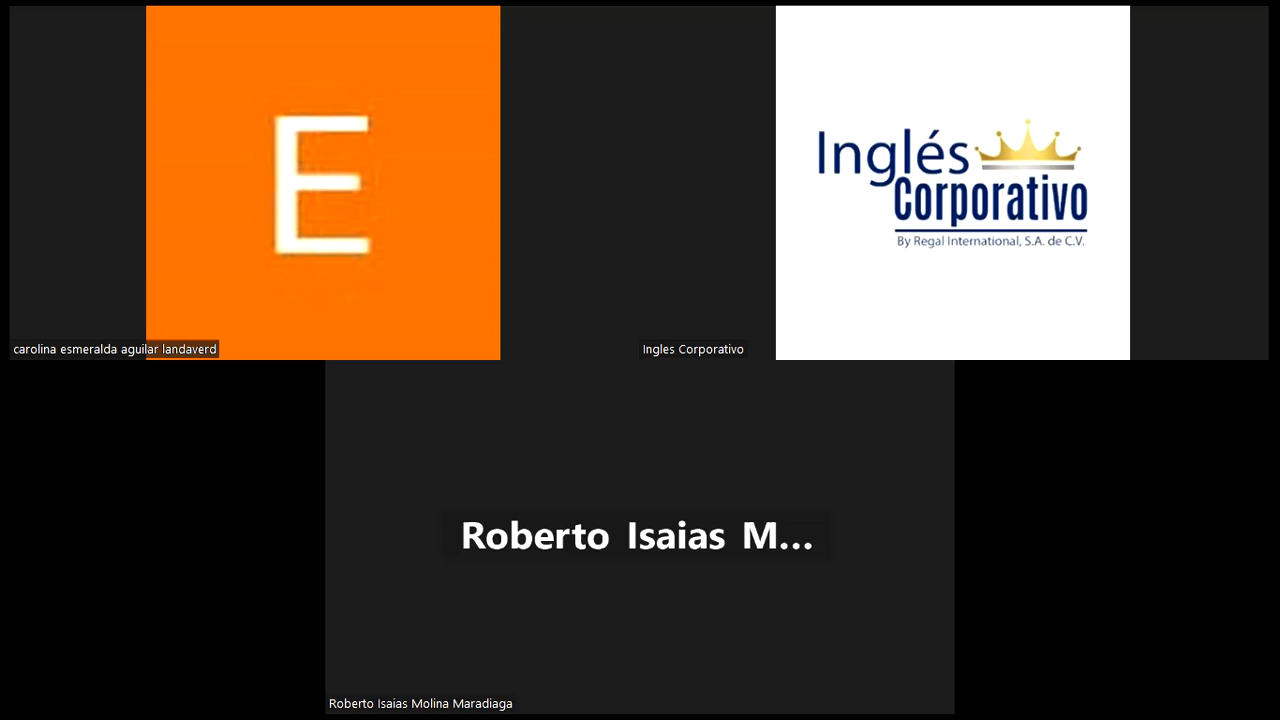 E
carolina esmeralda aguilar landaverd
Inglés
Corporativo
By Regal International, S.A. de C.V.
Ingles Corporativo
Roberto Isaias M...
Roberto Isaias Molina Maradiaga